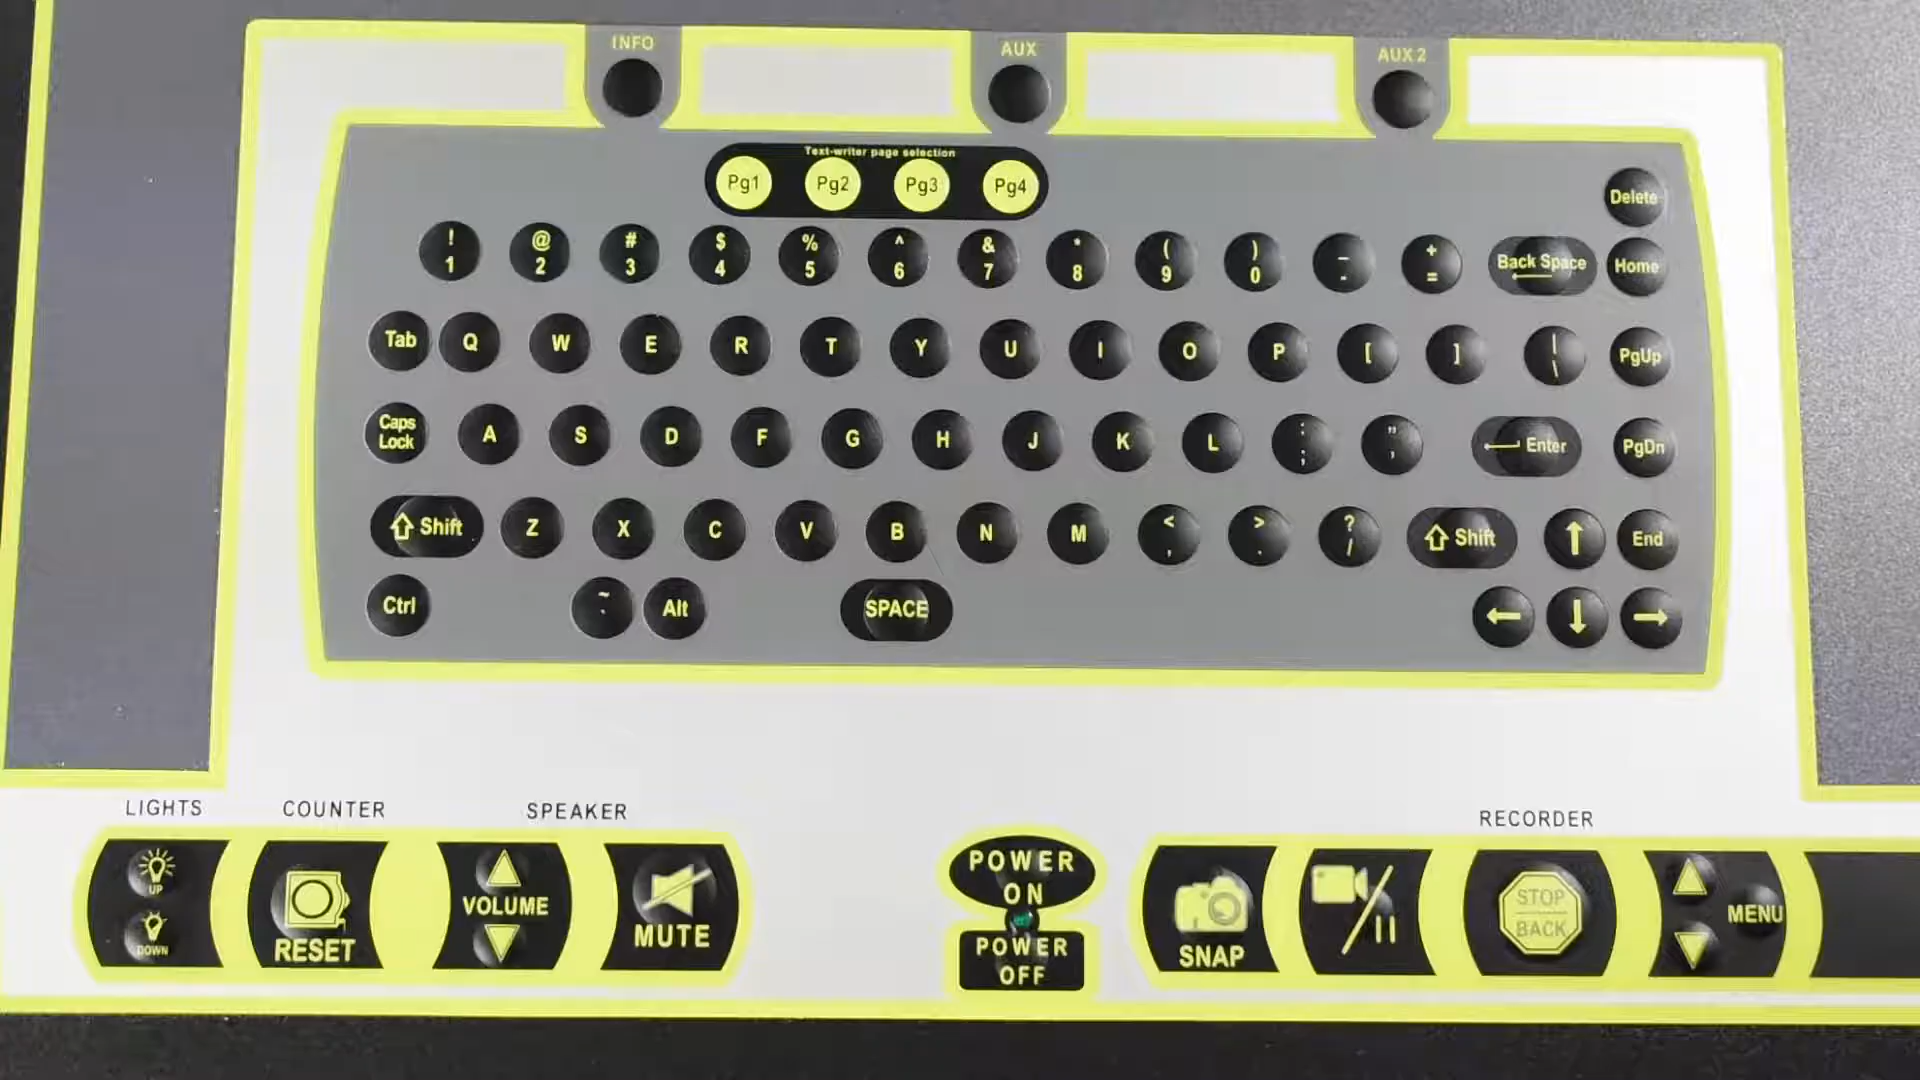 INFO AUX AUX 2
Text-writer page selection
Pg1 Pg2 Pg3 Pg4 Delete
! @ # $ % ^ & * ( ) _ +
1 2 3 4 5 6 7 8 9 0 - = Back Space Home
Tab Q W E R T Y U I O P [ ] | \ PgUp
Caps Lock A S D F G H J K L : ; " ' Enter PgDn
Shift Z X C V B N M < , > . ? / Shift ↑ End
Ctrl ~ ` Alt SPACE ← ↓ →
LIGHTS COUNTER SPEAKER RECORDER
UP
DOWN
RESET
VOLUME
MUTE
POWER
ON
POWER
OFF
SNAP
STOP
BACK
MENU